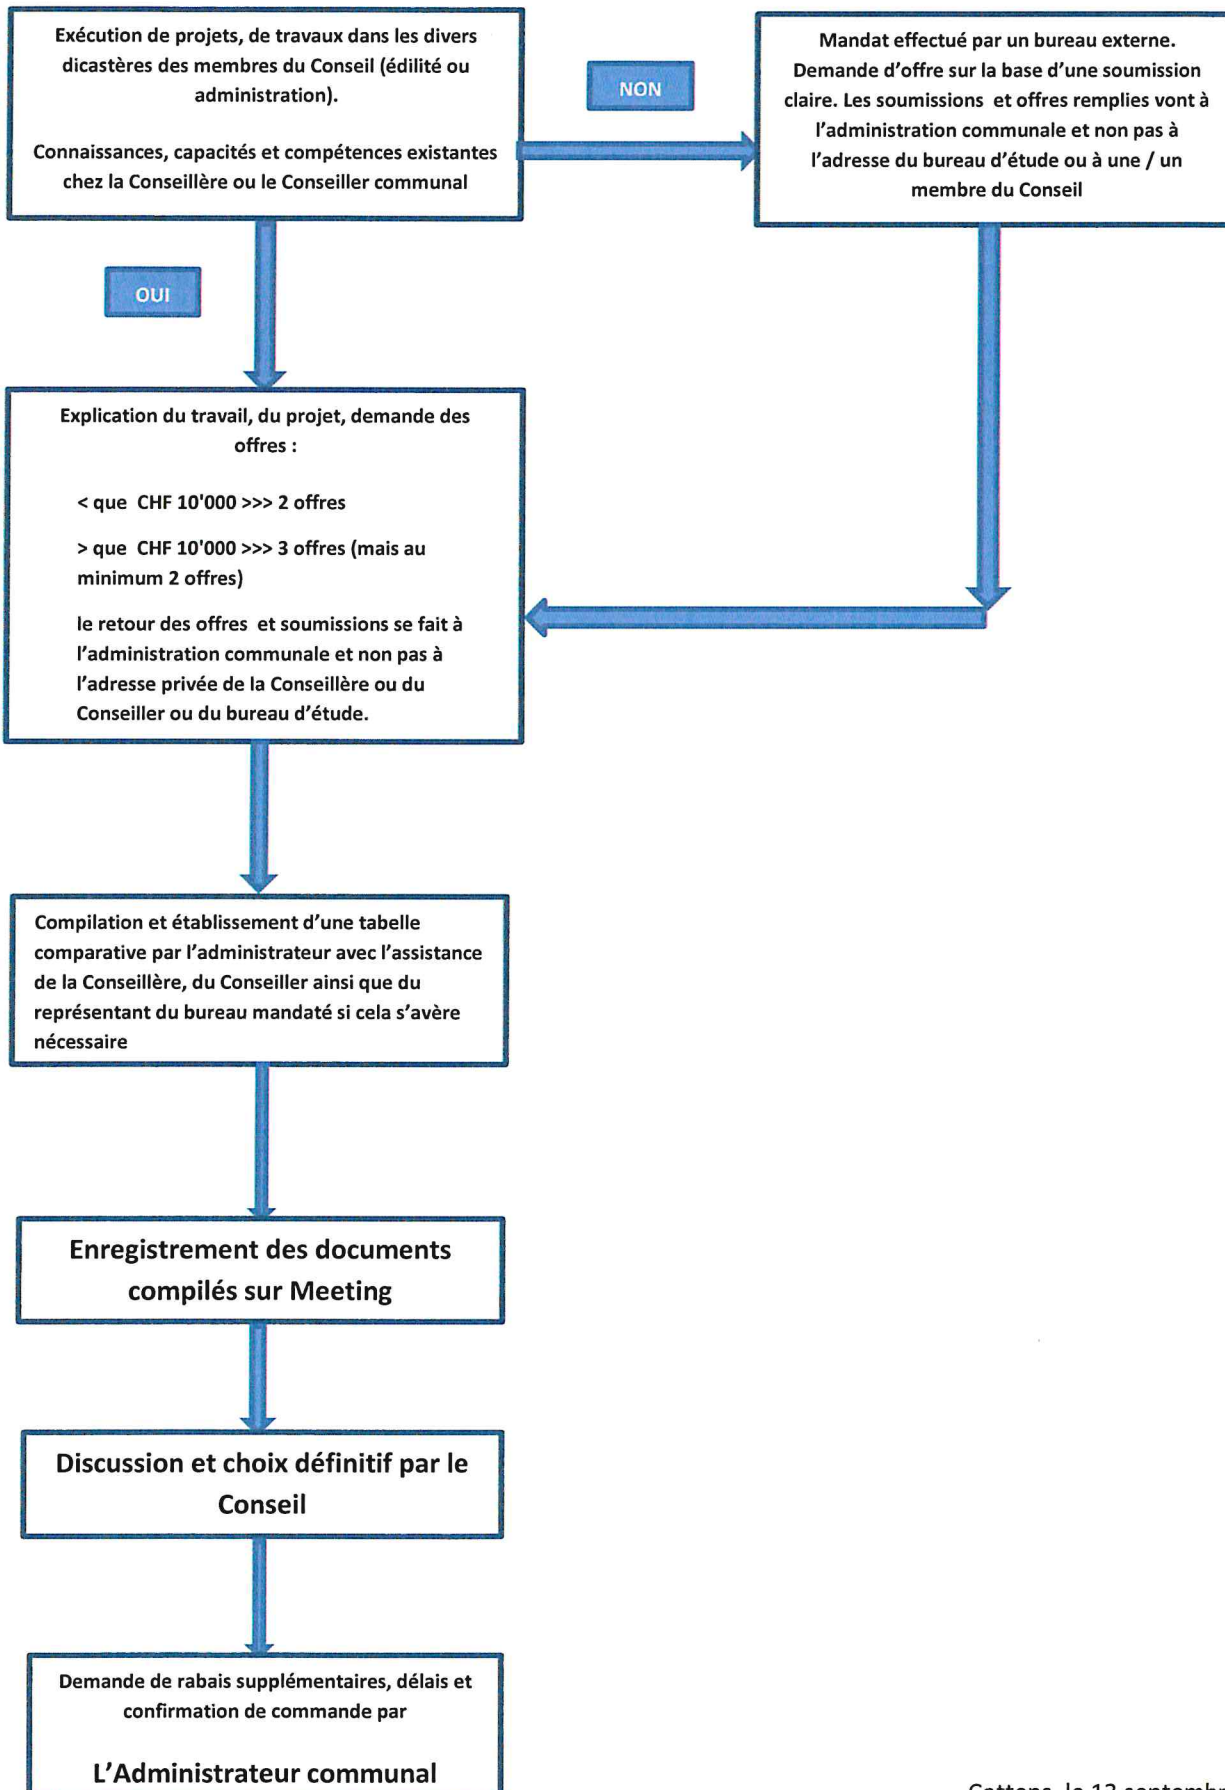 Exécution de projets, de travaux dans les divers
dicastères des membres du Conseil (édilité ou
administration).
Connaissances, capacités et compétences existantes
chez la Conseillère ou le Conseiller communal
NON
Mandat effectué par un bureau externe.
Demande d'offre sur la base d'une soumission
claire. Les soumissions et offres remplies vont à
l'administration communale et non pas à
l'adresse du bureau d'étude ou à une / un
membre du Conseil
OUI
Explication du travail, du projet, demande des
offres :
< que CHF 10'000 >>> 2 offres
> que CHF 10'000 >>> 3 offres (mais au
minimum 2 offres)
le retour des offres et soumissions se fait à
l'administration communale et non pas à
l'adresse privée de la Conseillère ou du
Conseiller ou du bureau d'étude.
Compilation et établissement d'une tabelle
comparative par l'administrateur avec l'assistance
de la Conseillère, du Conseiller ainsi que du
représentant du bureau mandaté si cela s'avère
nécessaire
Enregistrement des documents
compilés sur Meeting
Discussion et choix définitif par le
Conseil
Demande de rabais supplémentaires, délais et
confirmation de commande par
L'Administrateur communal
le 13 septembre